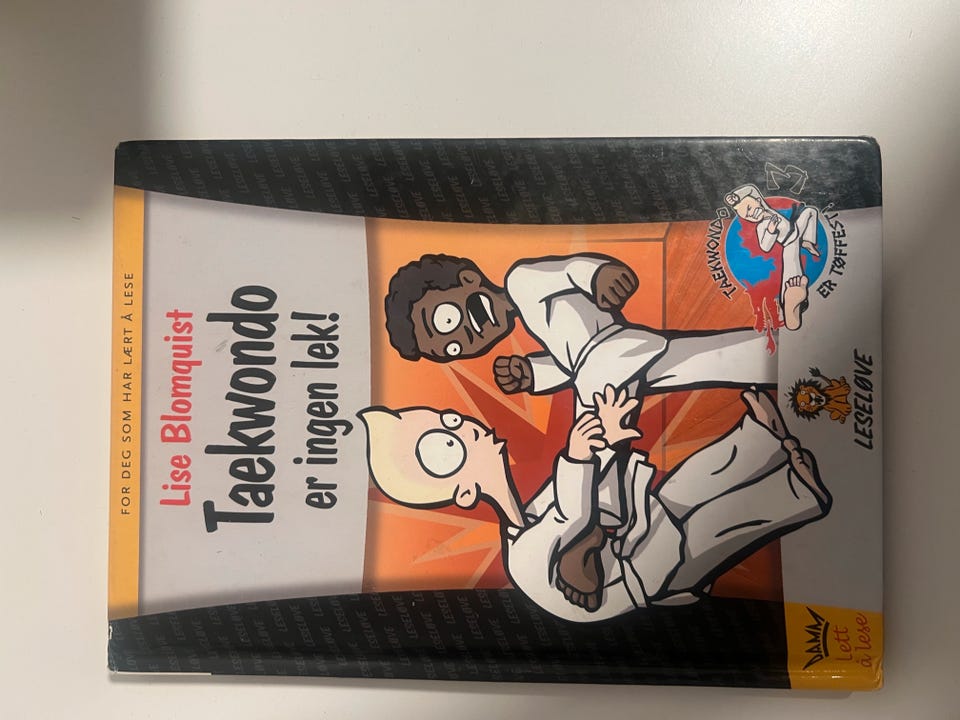 FOR DEG SOM HAR LÆRT Å LESE
Lise Blomquist
Taekwondo
er ingen lek!
TAEKWONDO
ER TØFFEST
3
LESELØVE
DAMM
Lett
å lese